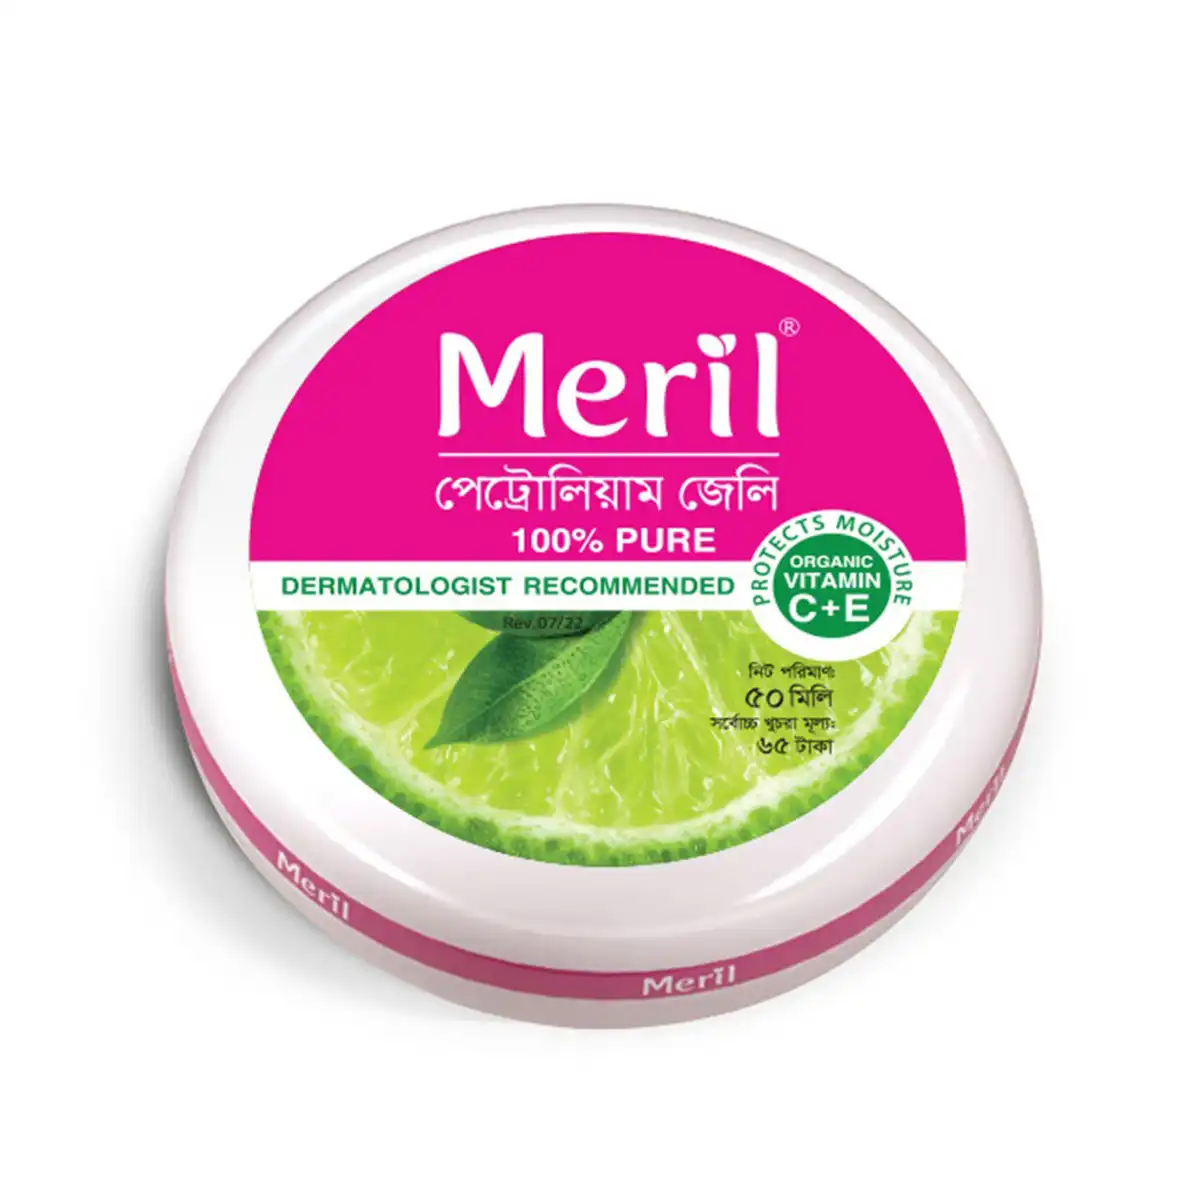 Meril®
পেট্রোলিয়াম জেলি
100% PURE
DERMATOLOGIST RECOMMENDED
PROTECTS MOISTURE
ORGANIC
VITAMIN
C+E
Rev.07/22
নিট পরিমাণ:
৫০ মিলি
সর্বোচ্চ খুচরা মূল্য:
৬৫ টাকা
Meril
Meril
Meril